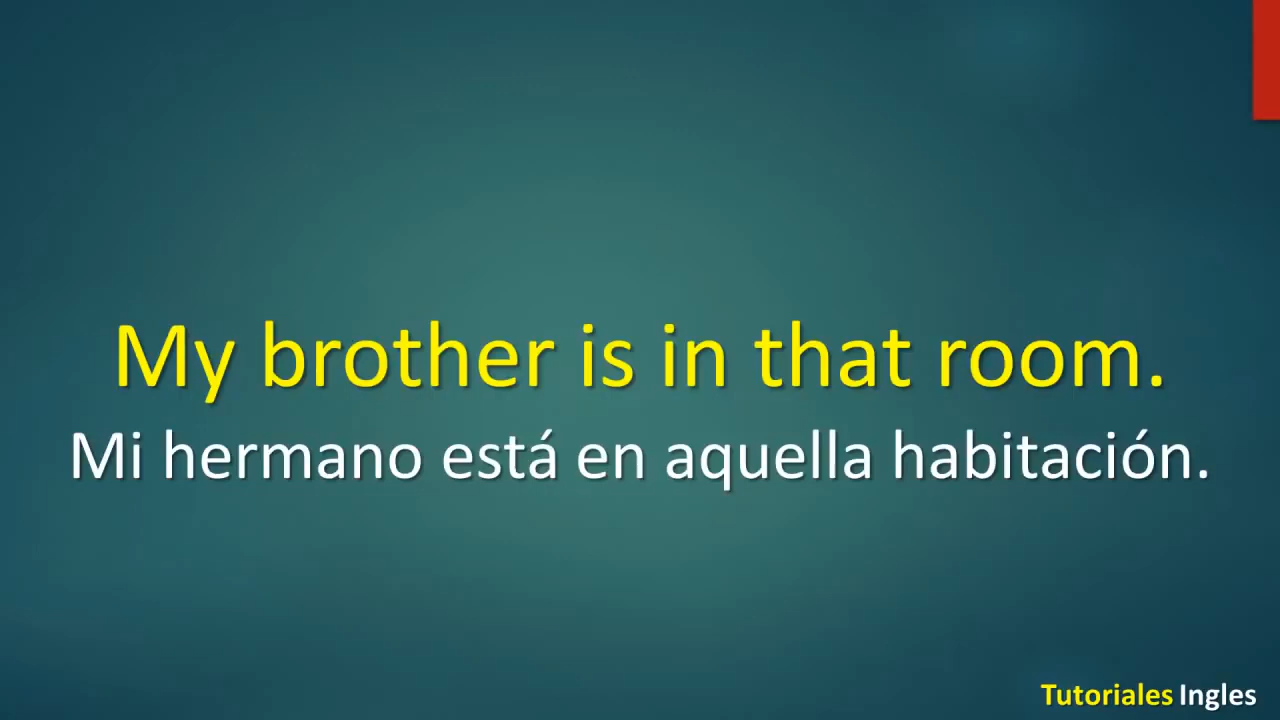 My brother is in that room.
Mi hermano está en aquella habitación.
Tutoriales Ingles